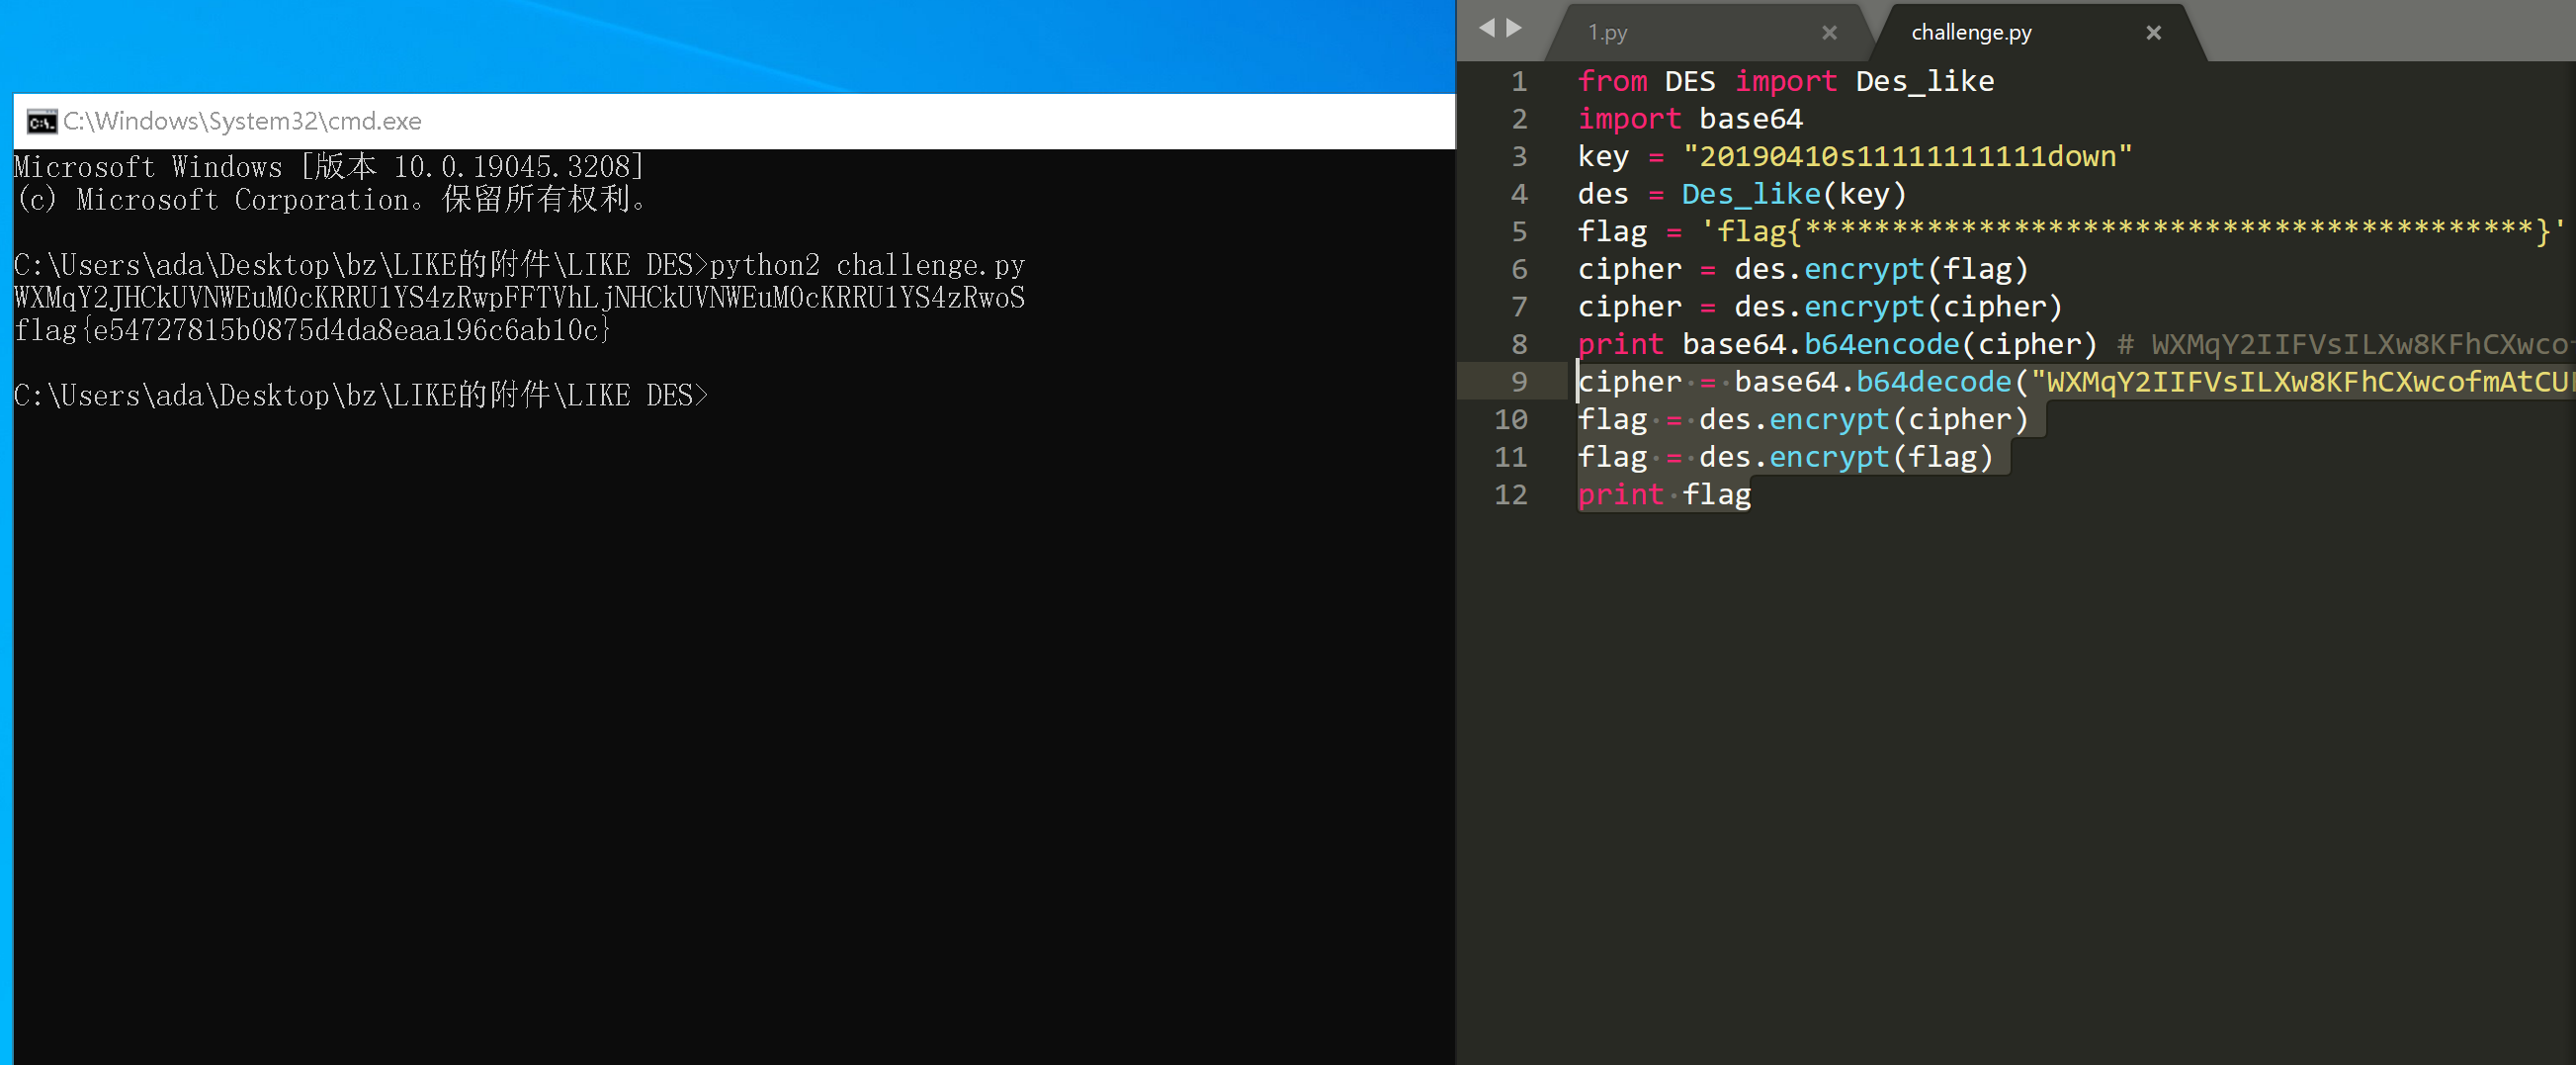 C:\Windows\System32\cmd.exe
Microsoft Windows [版本 10.0.19045.3208]
(c) Microsoft Corporation。保留所有权利。
C:\Users\ada\Desktop\bz\LIKE的附件\LIKE DES>python2 challenge.py
WXMqY2JHCkUVNWEuM0cKRRU1YS4zRwpFFTVhLjNHCkUVNWEuM0cKRRU1YS4zRwoS
flag{e54727815b0875d4da8eaa196c6ab10c}
C:\Users\ada\Desktop\bz\LIKE的附件\LIKE DES>
1.py
challenge.py
1 from DES import Des_like
2 import base64
3 key = "20190410s11111111111down"
4 des = Des_like(key)
5 flag = 'flag{******************************************}'
6 cipher = des.encrypt(flag)
7 cipher = des.encrypt(cipher)
8 print base64.b64encode(cipher) # WXMqY2IIFVsILXw8KFhCXwco
9 cipher = base64.b64decode("WXMqY2IIFVsILXw8KFhCXwcofmAtCU
10 flag = des.encrypt(cipher)
11 flag = des.encrypt(flag)
12 print flag